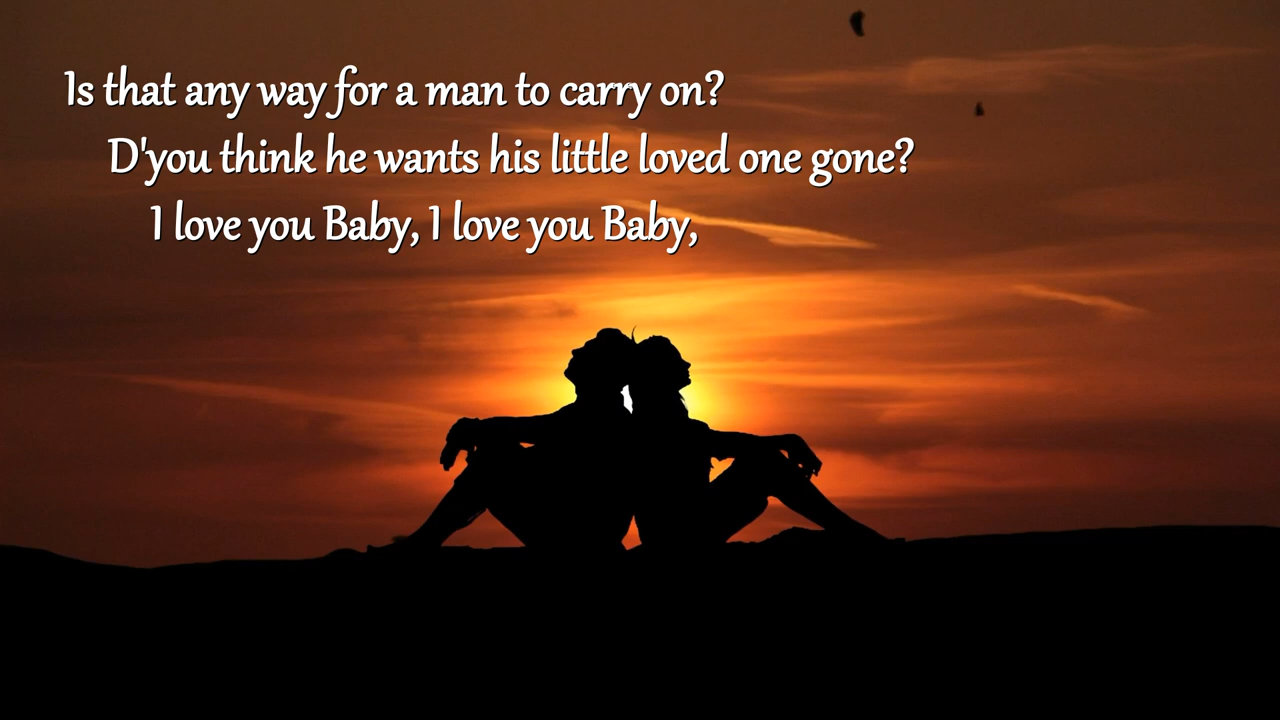 Is that any way for a man to carry on?
D'you think he wants his little loved one gone?
I love you Baby, I love you Baby,